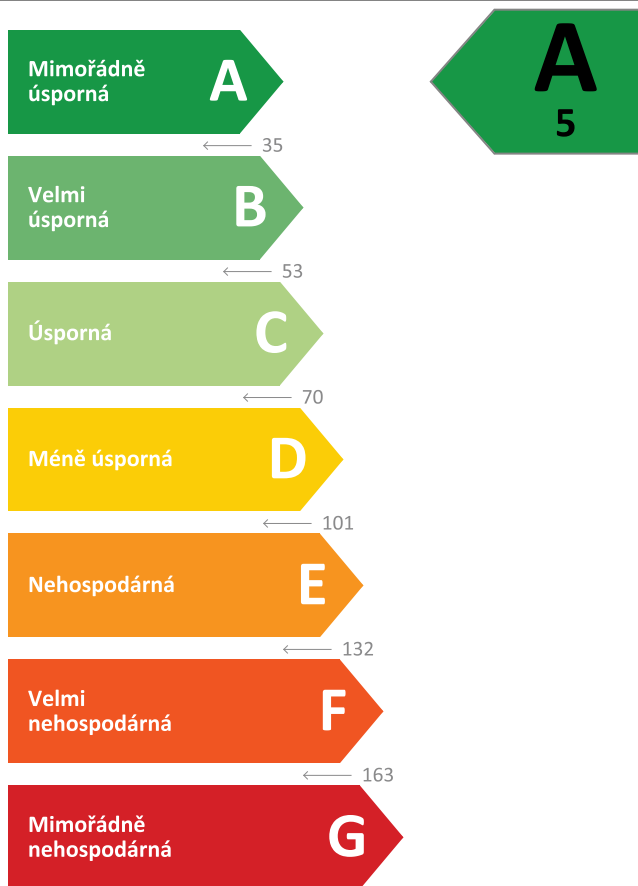 Mimořádně
úsporná
A
A
5
35
Velmi
úsporná
B
53
Úsporná
C
70
Méně úsporná
D
101
Nehospodárná
E
132
Velmi
nehospodárná
F
163
Mimořádně
nehospodárná
G